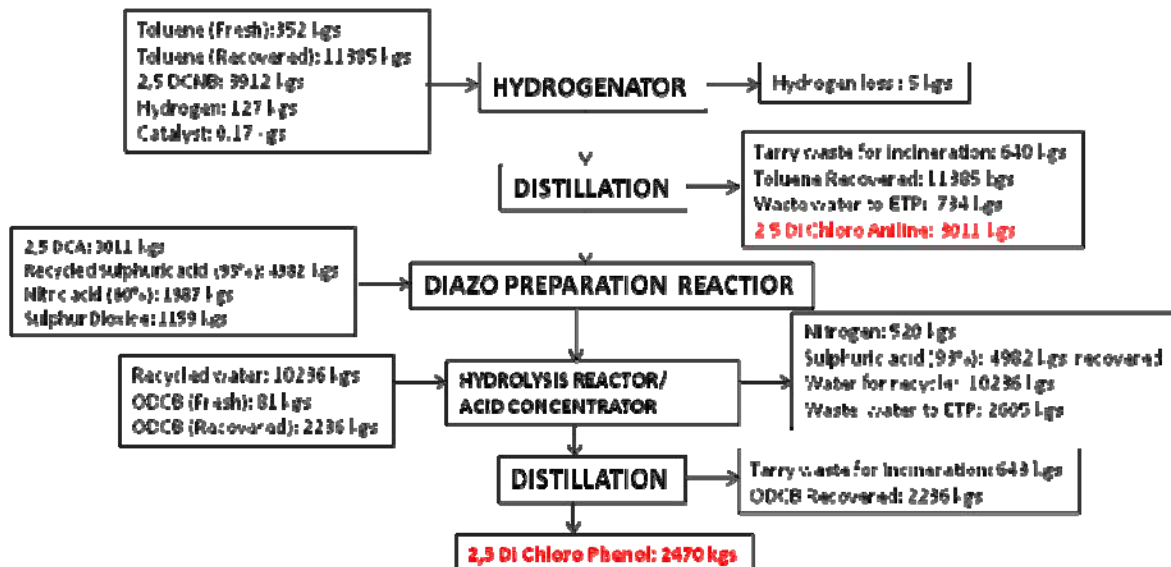 Toluene (Fresh):352 kgs
Toluene (Recovered): 11385 kgs
2,5 DCNB: 3912 kgs
Hydrogen: 127 kgs
Catalyst: 0.17 kgs
HYDROGENATOR
Hydrogen loss : 5 kgs
DISTILLATION
Tarry waste for Incineration: 640 kgs
Toluene Recovered: 11385 kgs
Waste water to ETP: 734 kgs
2 5 Di Chloro Aniline: 3011 kgs
2,5 DCA: 3011 kgs
Recycled Sulphuric acid (93%): 4982 kgs
Nitric acid (60%): 1987 kgs
Sulphur Dioxide: 1199 kgs
DIAZO PREPARATION REACTIOR
Recycled water: 10236 kgs
ODCB (Fresh): 81 kgs
ODCB (Recovered): 2236 kgs
HYDROLYSIS REACTOR/
ACID CONCENTRATOR
Nitrogen: 520 kgs
Sulphuric acid (93%): 4982 kgs recovered
Water for recycle: 10236 kgs
Waste water to ETP: 2605 kgs
DISTILLATION
Tarry waste for Incineration: 643 kgs
ODCB Recovered: 2236 kgs
2,5 Di Chloro Phenol: 2470 kgs